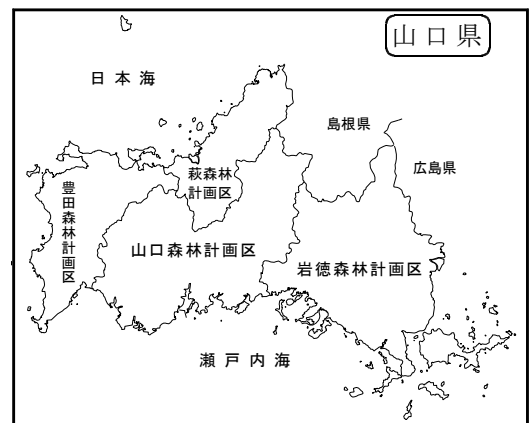 山口県
日本海
島根県
広島県
萩森林
計画区
豊田森林計画区
山口森林計画区
岩徳森林計画区
瀬戸内海